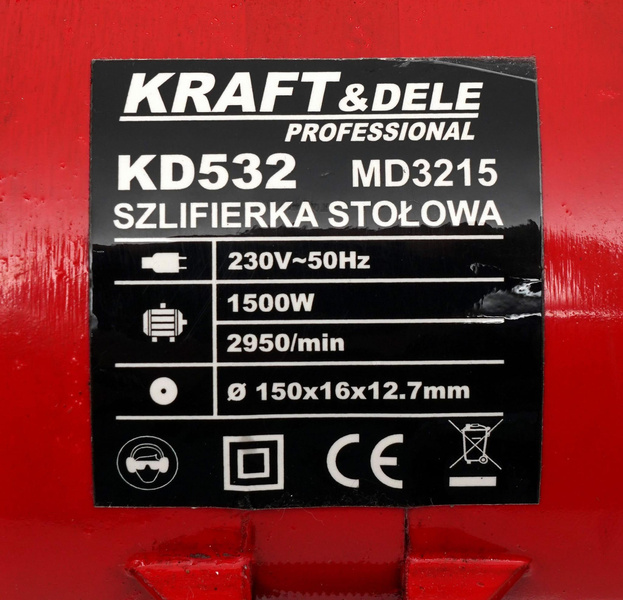 KRAFT&DELE
PROFESSIONAL
KD532 MD3215
SZLIFIERKA STOŁOWA
230V~50Hz
1500W
2950/min
Ø 150x16x12.7mm
CE